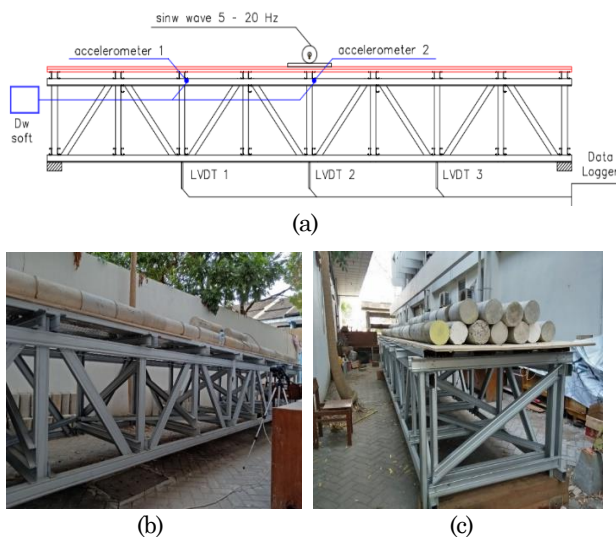 sinw wave 5 - 20 Hz
accelerometer 1
accelerometer 2
Dw
soft
LVDT 1
LVDT 2
LVDT 3
Data
Logger
(a)
(b)
(c)